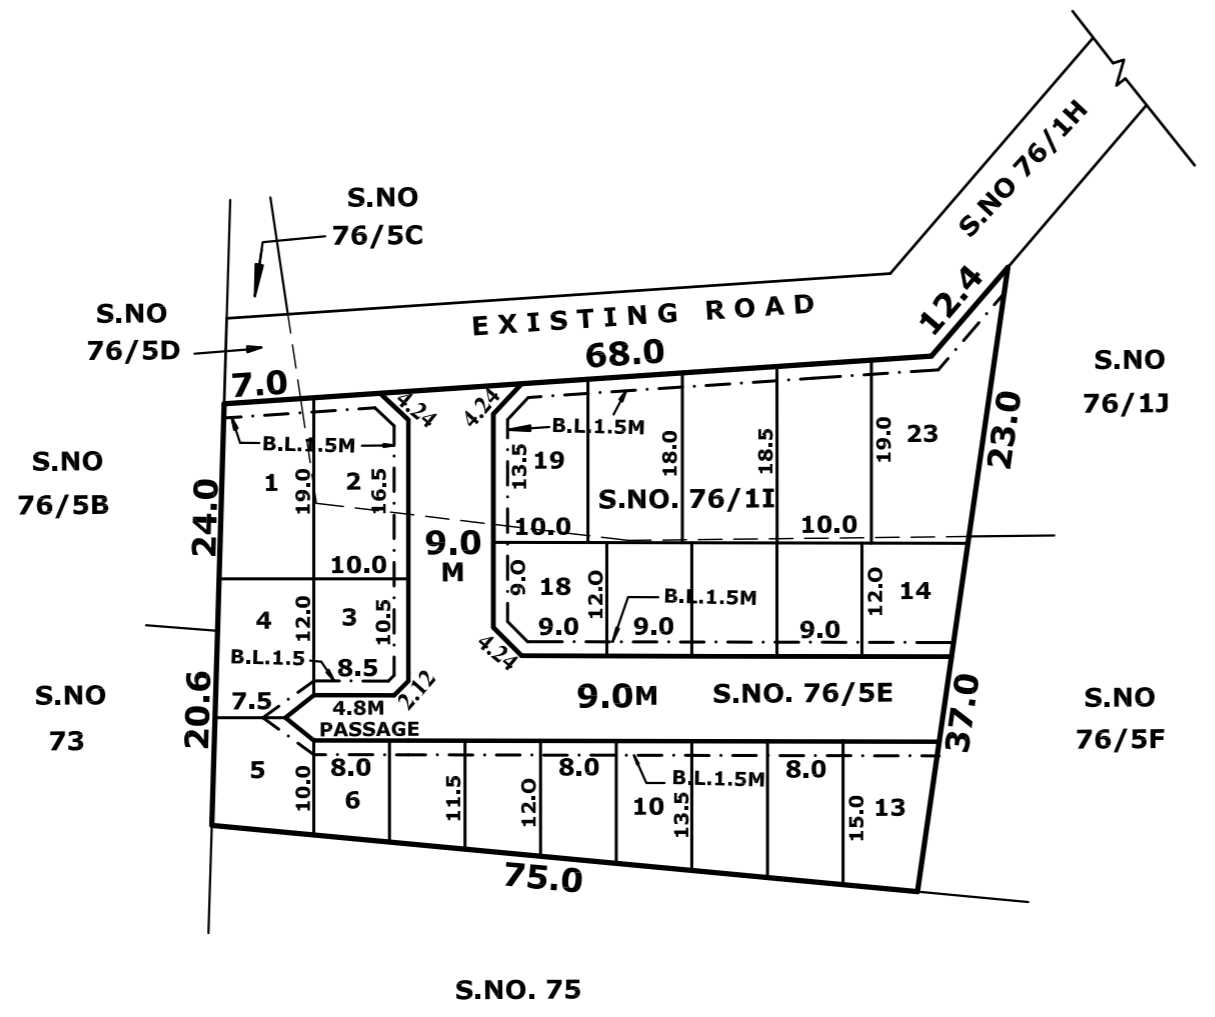 S.NO 76/1H
S.NO
76/5C
EXISTING ROAD
12.4
S.NO
76/5D
68.0
7.0
4.24
4.24
S.NO
76/1J
23.0
B.L.1.5M
B.L.1.5M
S.NO
76/5B
24.0
1
19.0
2
16.5
13.5
19
18.0
18.5
19.0
23
S.NO. 76/1I
10.0
10.0
9.0
M
10.0
9.0
18
12.0
B.L.1.5M
12.0
14
4
12.0
3
10.5
9.0
9.0
9.0
B.L.1.5
8.5
4.24
2.12
S.NO
73
20.6
7.5
4.8M
PASSAGE
9.0M
S.NO. 76/5E
37.0
S.NO
76/5F
5
10.0
8.0
6
11.5
12.0
8.0
10
13.5
B.L.1.5M
8.0
15.0
13
75.0
S.NO. 75